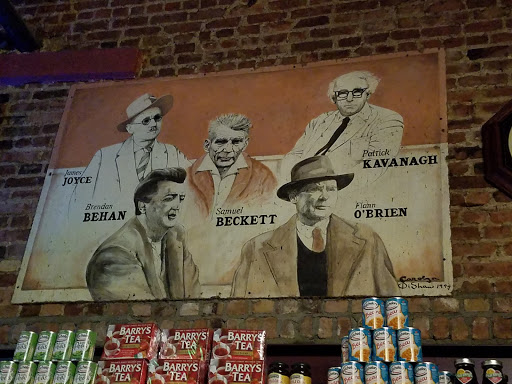 James
JOYCE
Patrick
KAVANAGH
Brendan
BEHAN
Samuel
BECKETT
Flann
O'BRIEN
BARRY'S BARRY'S BARRY'S
TEA TEA TEA
BARRY'S BARRY'S BARRY'S
TEA TEA TEA